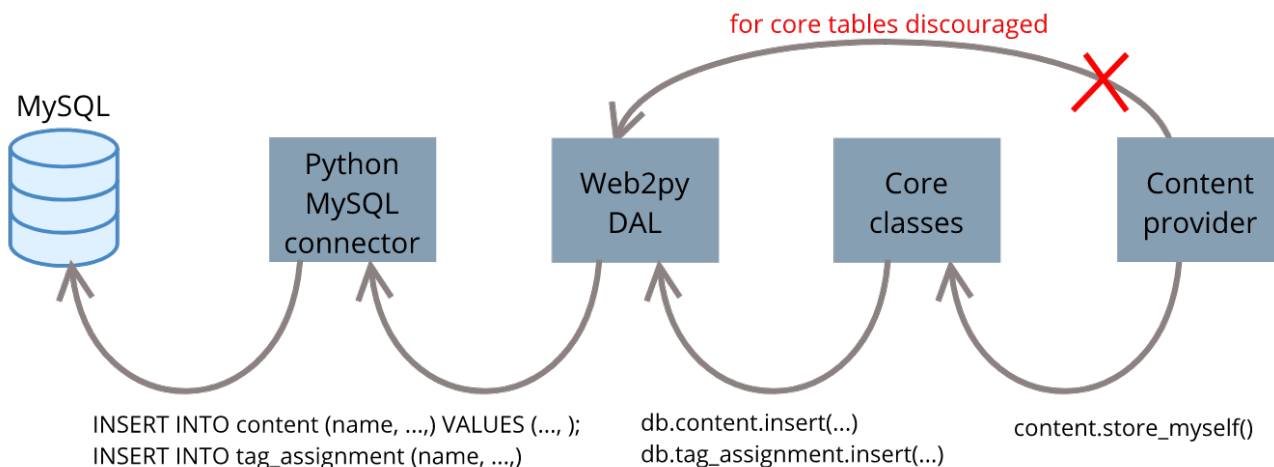 for core tables discouraged
MySQL
Python
MySQL
connector
Web2py
DAL
Core
classes
Content
provider
INSERT INTO content (name, ...,) VALUES (..., );
INSERT INTO tag_assignment (name, ...,)
db.content.insert(...)
db.tag_assignment.insert(...)
content.store_myself()